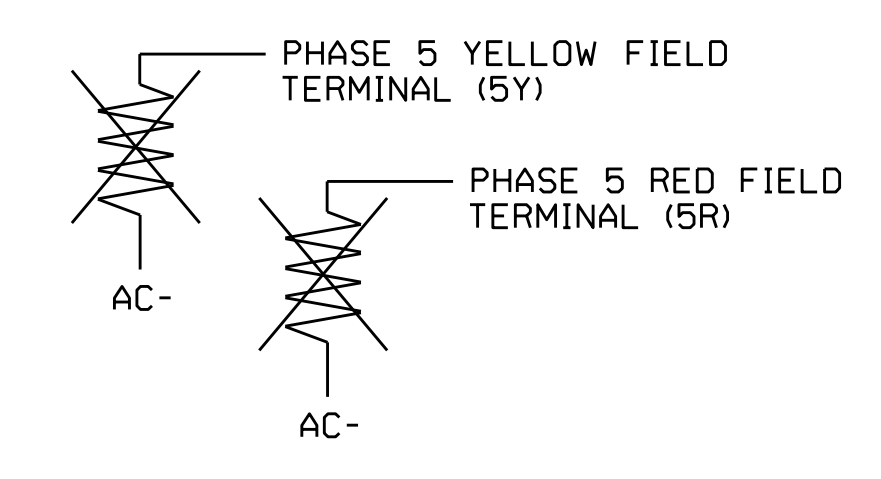 PHASE 5 YELLOW FIELD
TERMINAL (5Y)
AC-
PHASE 5 RED FIELD
TERMINAL (5R)
AC-